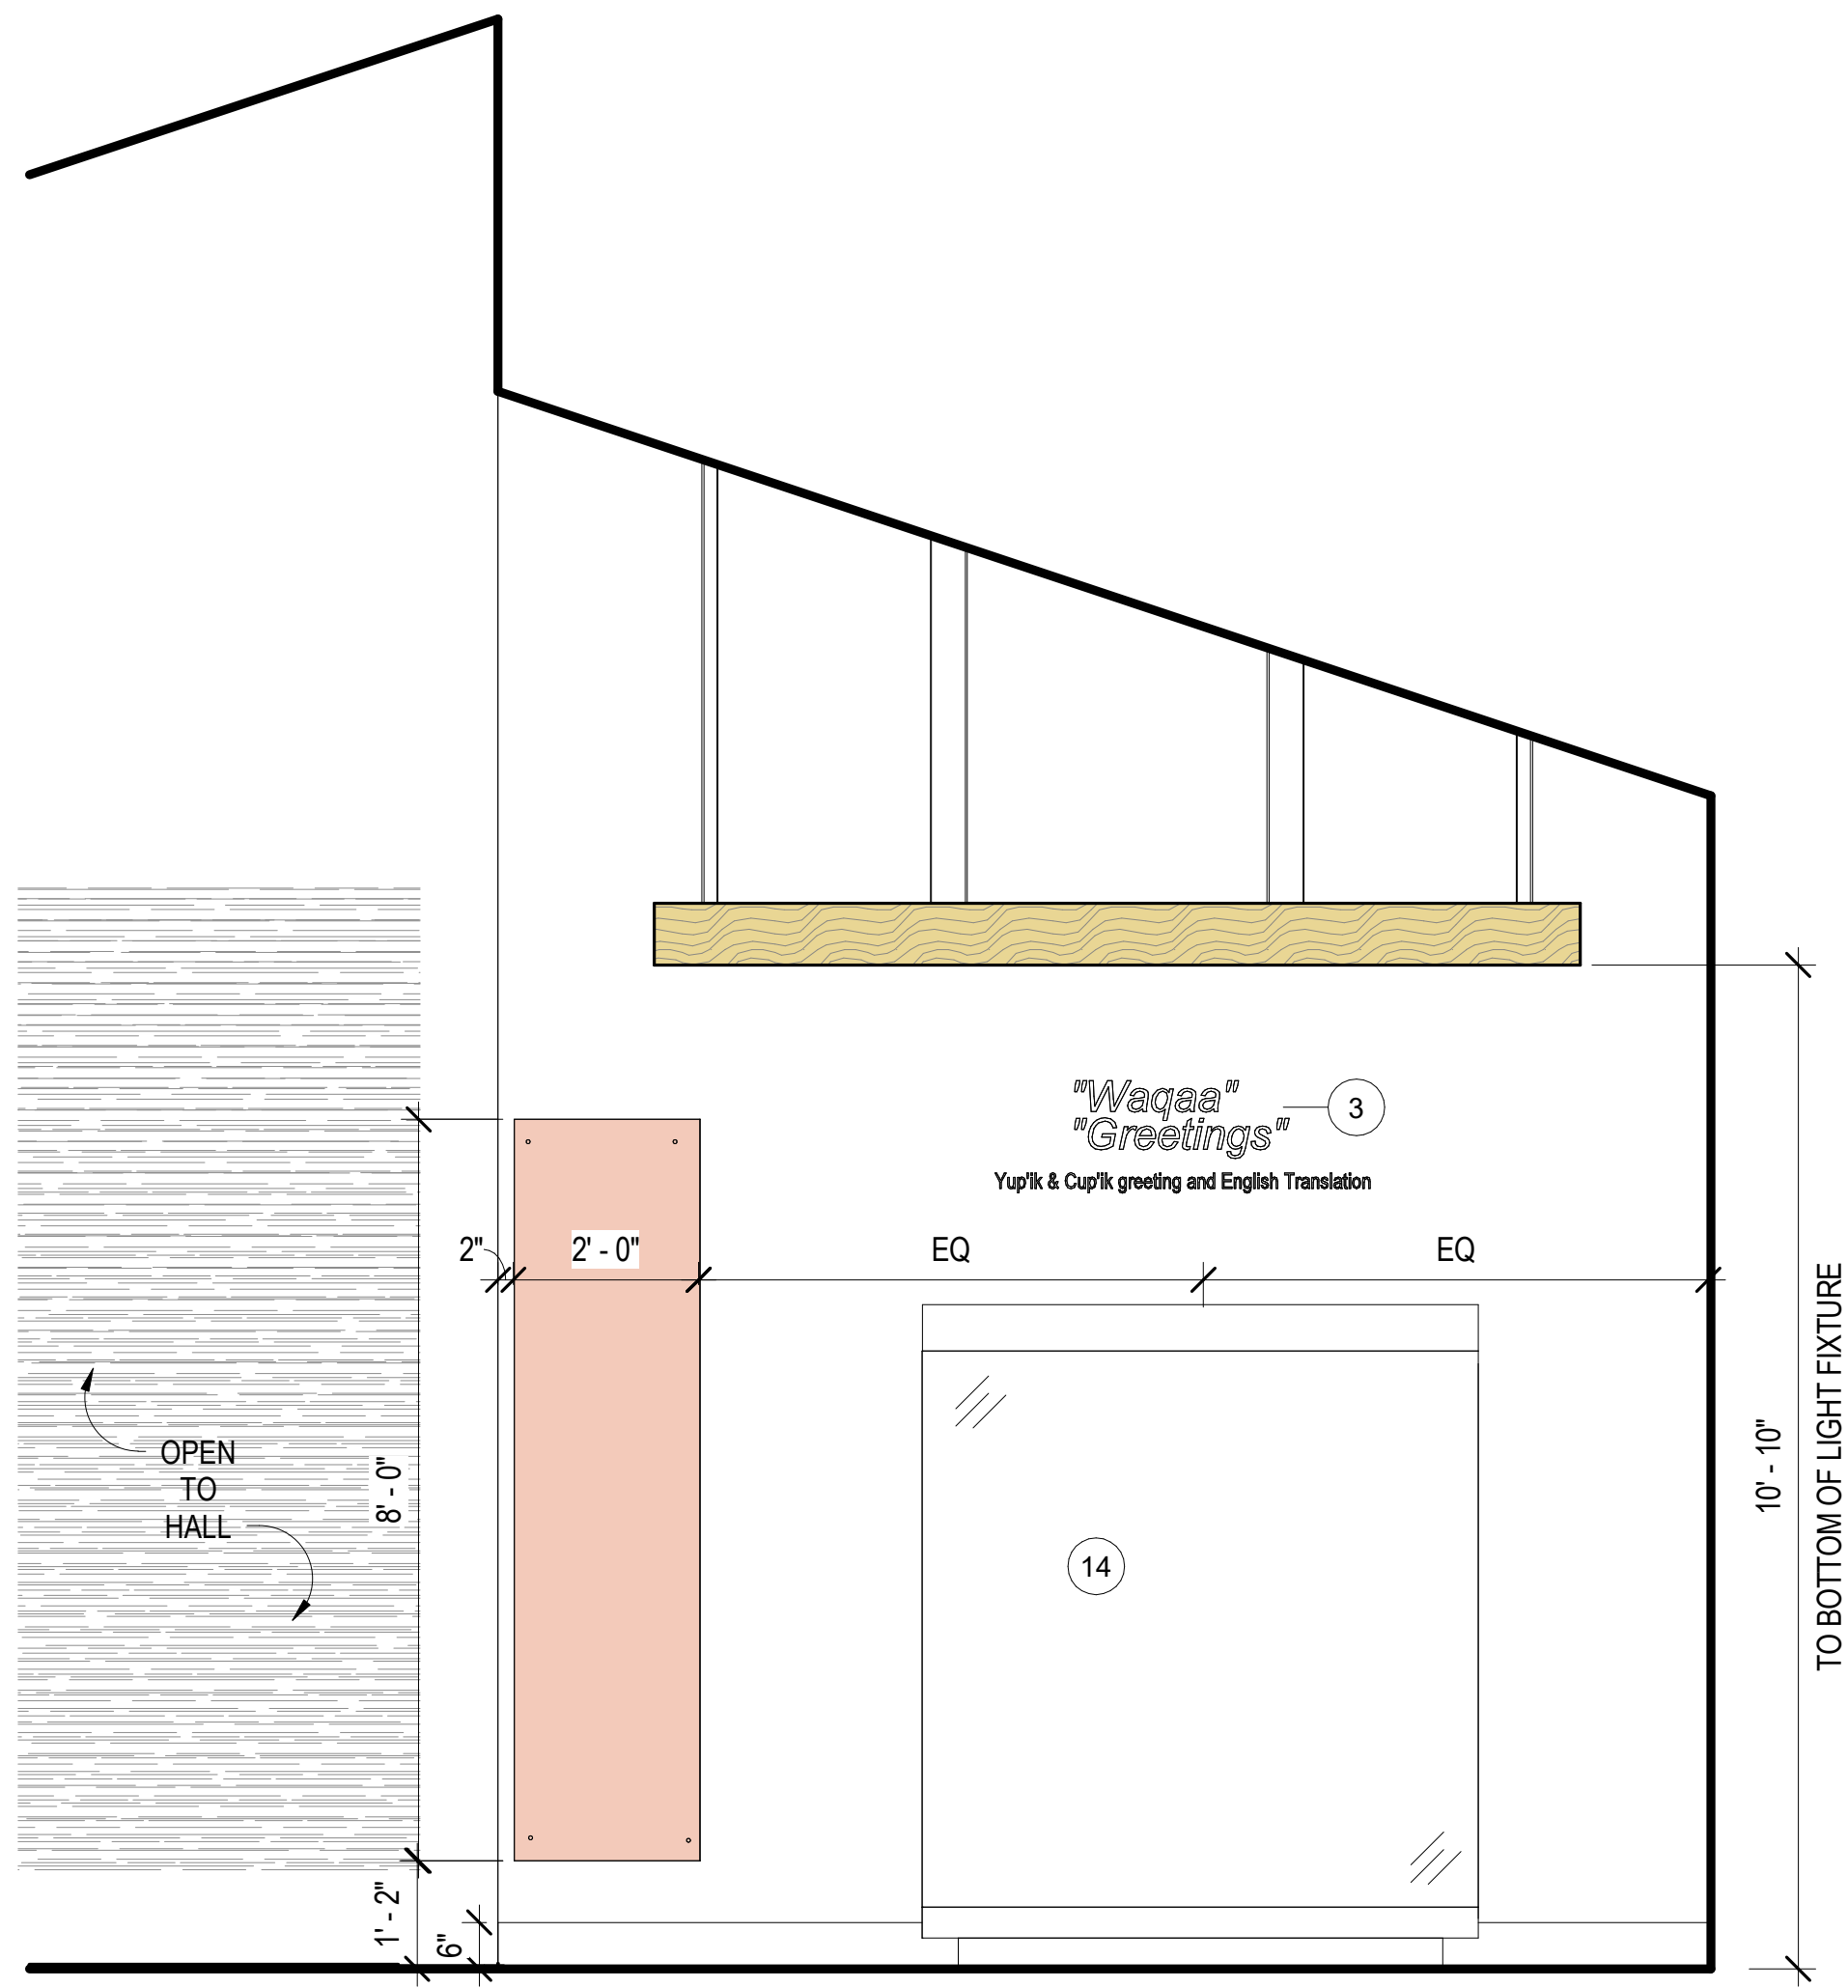 "Waqaa"
"Greetings"
3
Yup'ik & Cup'ik greeting and English Translation
2"
2' - 0"
EQ
EQ
OPEN
TO
HALL
8' - 0"
14
10' - 10"
TO BOTTOM OF LIGHT FIXTURE
1' - 2"
6"